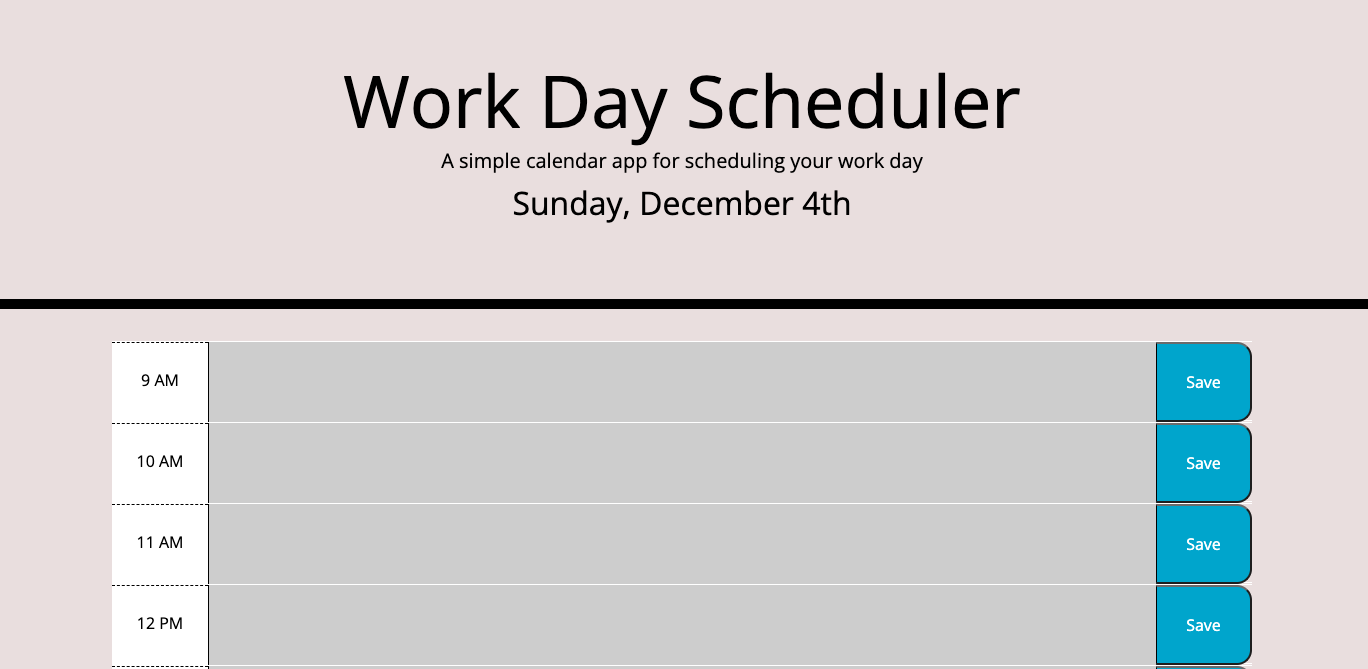 Work Day Scheduler
A simple calendar app for scheduling your work day
Sunday, December 4th
9 AM
Save
10 AM
Save
11 AM
Save
12 PM
Save